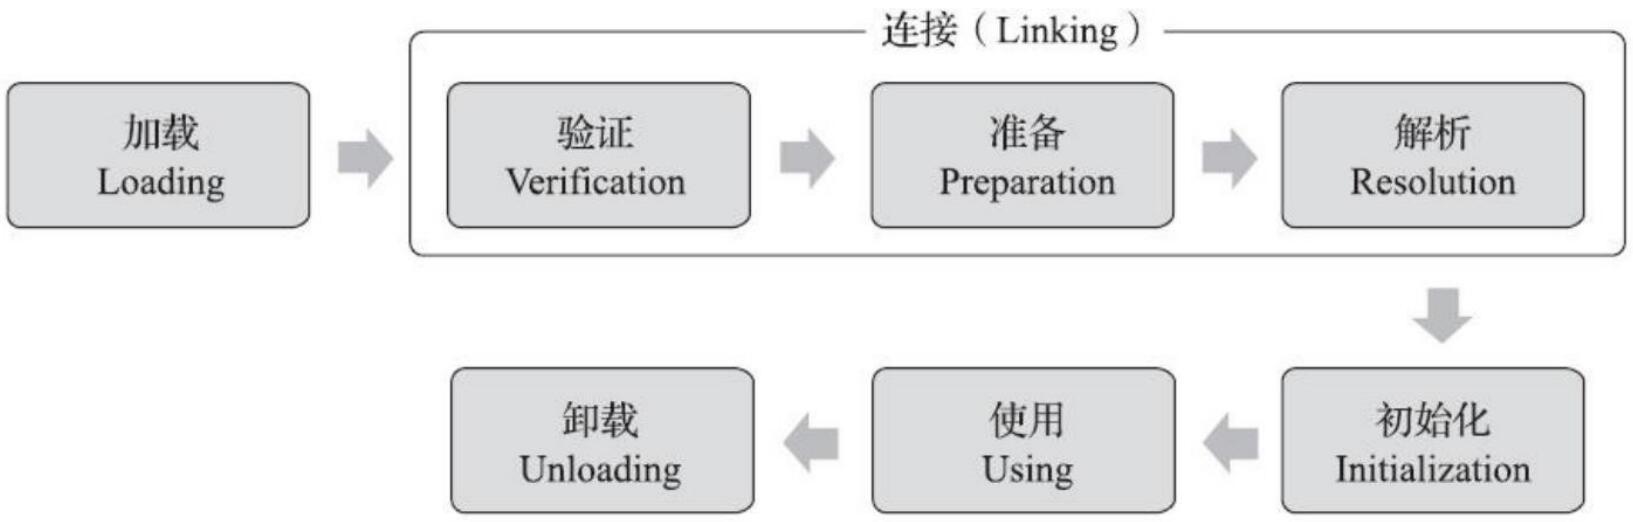 连接（Linking）
加载
Loading
验证
Verification
准备
Preparation
解析
Resolution
初始化
Initialization
使用
Using
卸载
Unloading